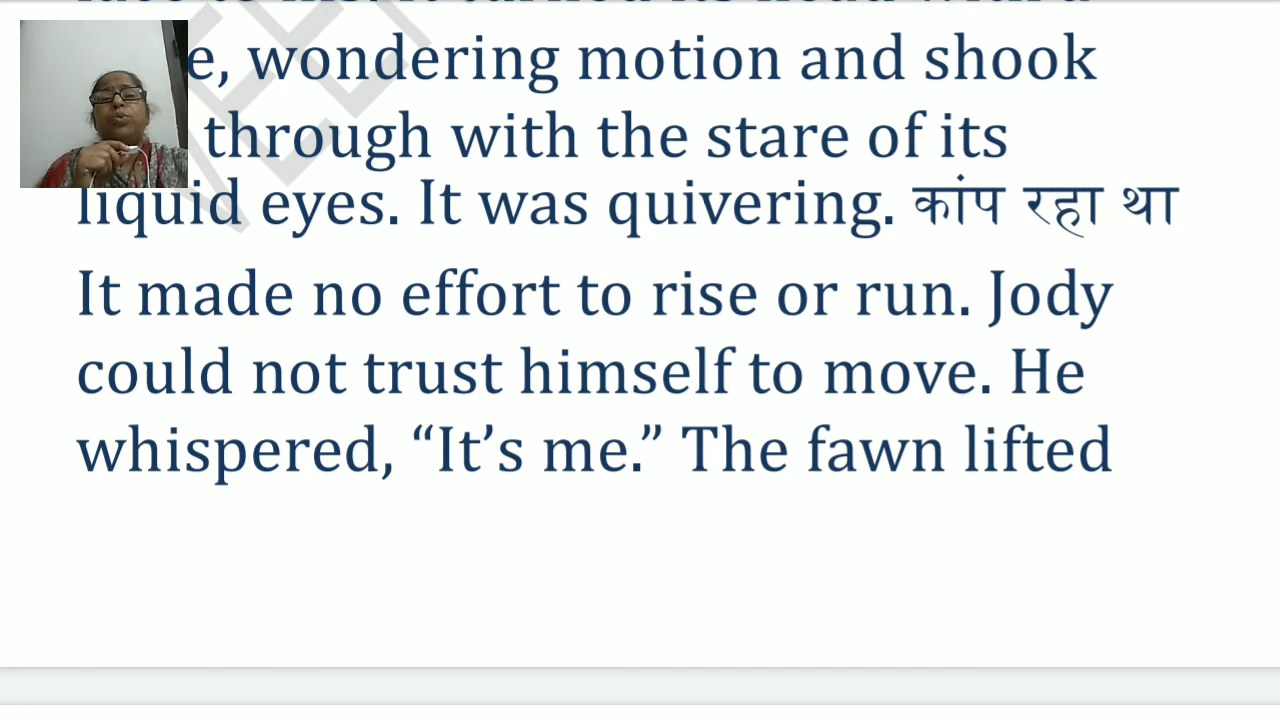 e, wondering motion and shook
through with the stare of its
liquid eyes. It was quivering. कांप रहा था
It made no effort to rise or run. Jody
could not trust himself to move. He
whispered, “It’s me.” The fawn lifted